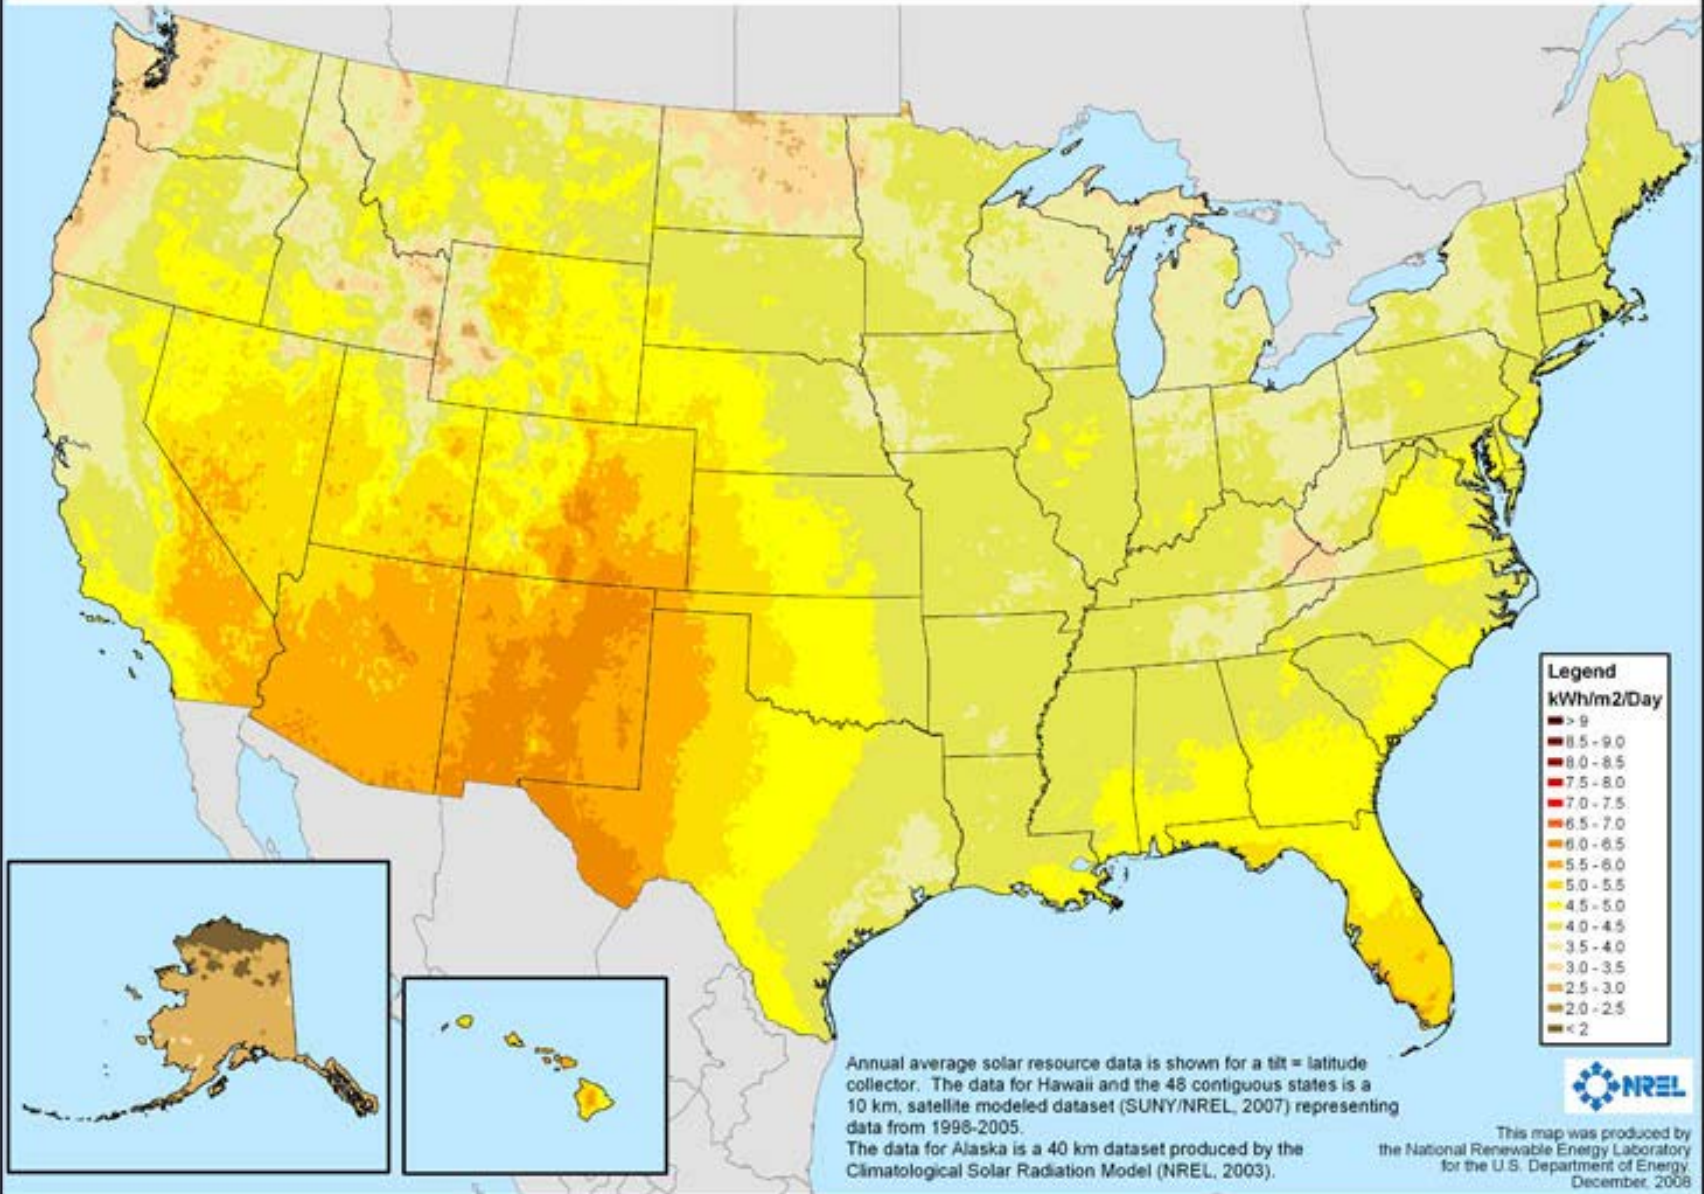 Legend
kWh/m2/Day
> 9
8.5 - 9.0
8.0 - 8.5
7.5 - 8.0
7.0 - 7.5
6.5 - 7.0
6.0 - 6.5
5.5 - 6.0
5.0 - 5.5
4.5 - 5.0
4.0 - 4.5
3.5 - 4.0
3.0 - 3.5
2.5 - 3.0
2.0 - 2.5
< 2
Annual average solar resource data is shown for a tilt = latitude
collector. The data for Hawaii and the 48 contiguous states is a
10 km, satellite modeled dataset (SUNY/NREL, 2007) representing
data from 1998-2005.
The data for Alaska is a 40 km dataset produced by the
Climatological Solar Radiation Model (NREL, 2003).
NREL
This map was produced by
the National Renewable Energy Laboratory
for the U.S. Department of Energy.
December, 2008